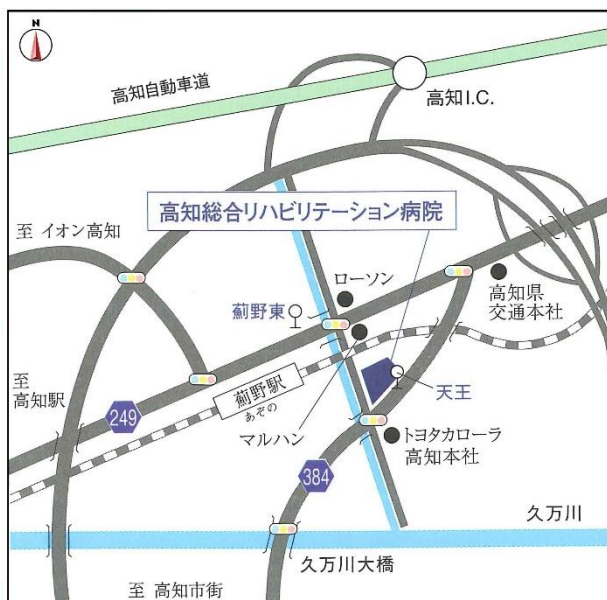 N
高知自動車道
高知I.C.
高知総合リハビリテーション病院
至 イオン高知
ローソン
薊野東
高知県
交通本社
至
高知駅
薊野駅
あぞの
天王
249
マルハン
トヨタカローラ
高知本社
384
久万川
久万川大橋
至 高知市街